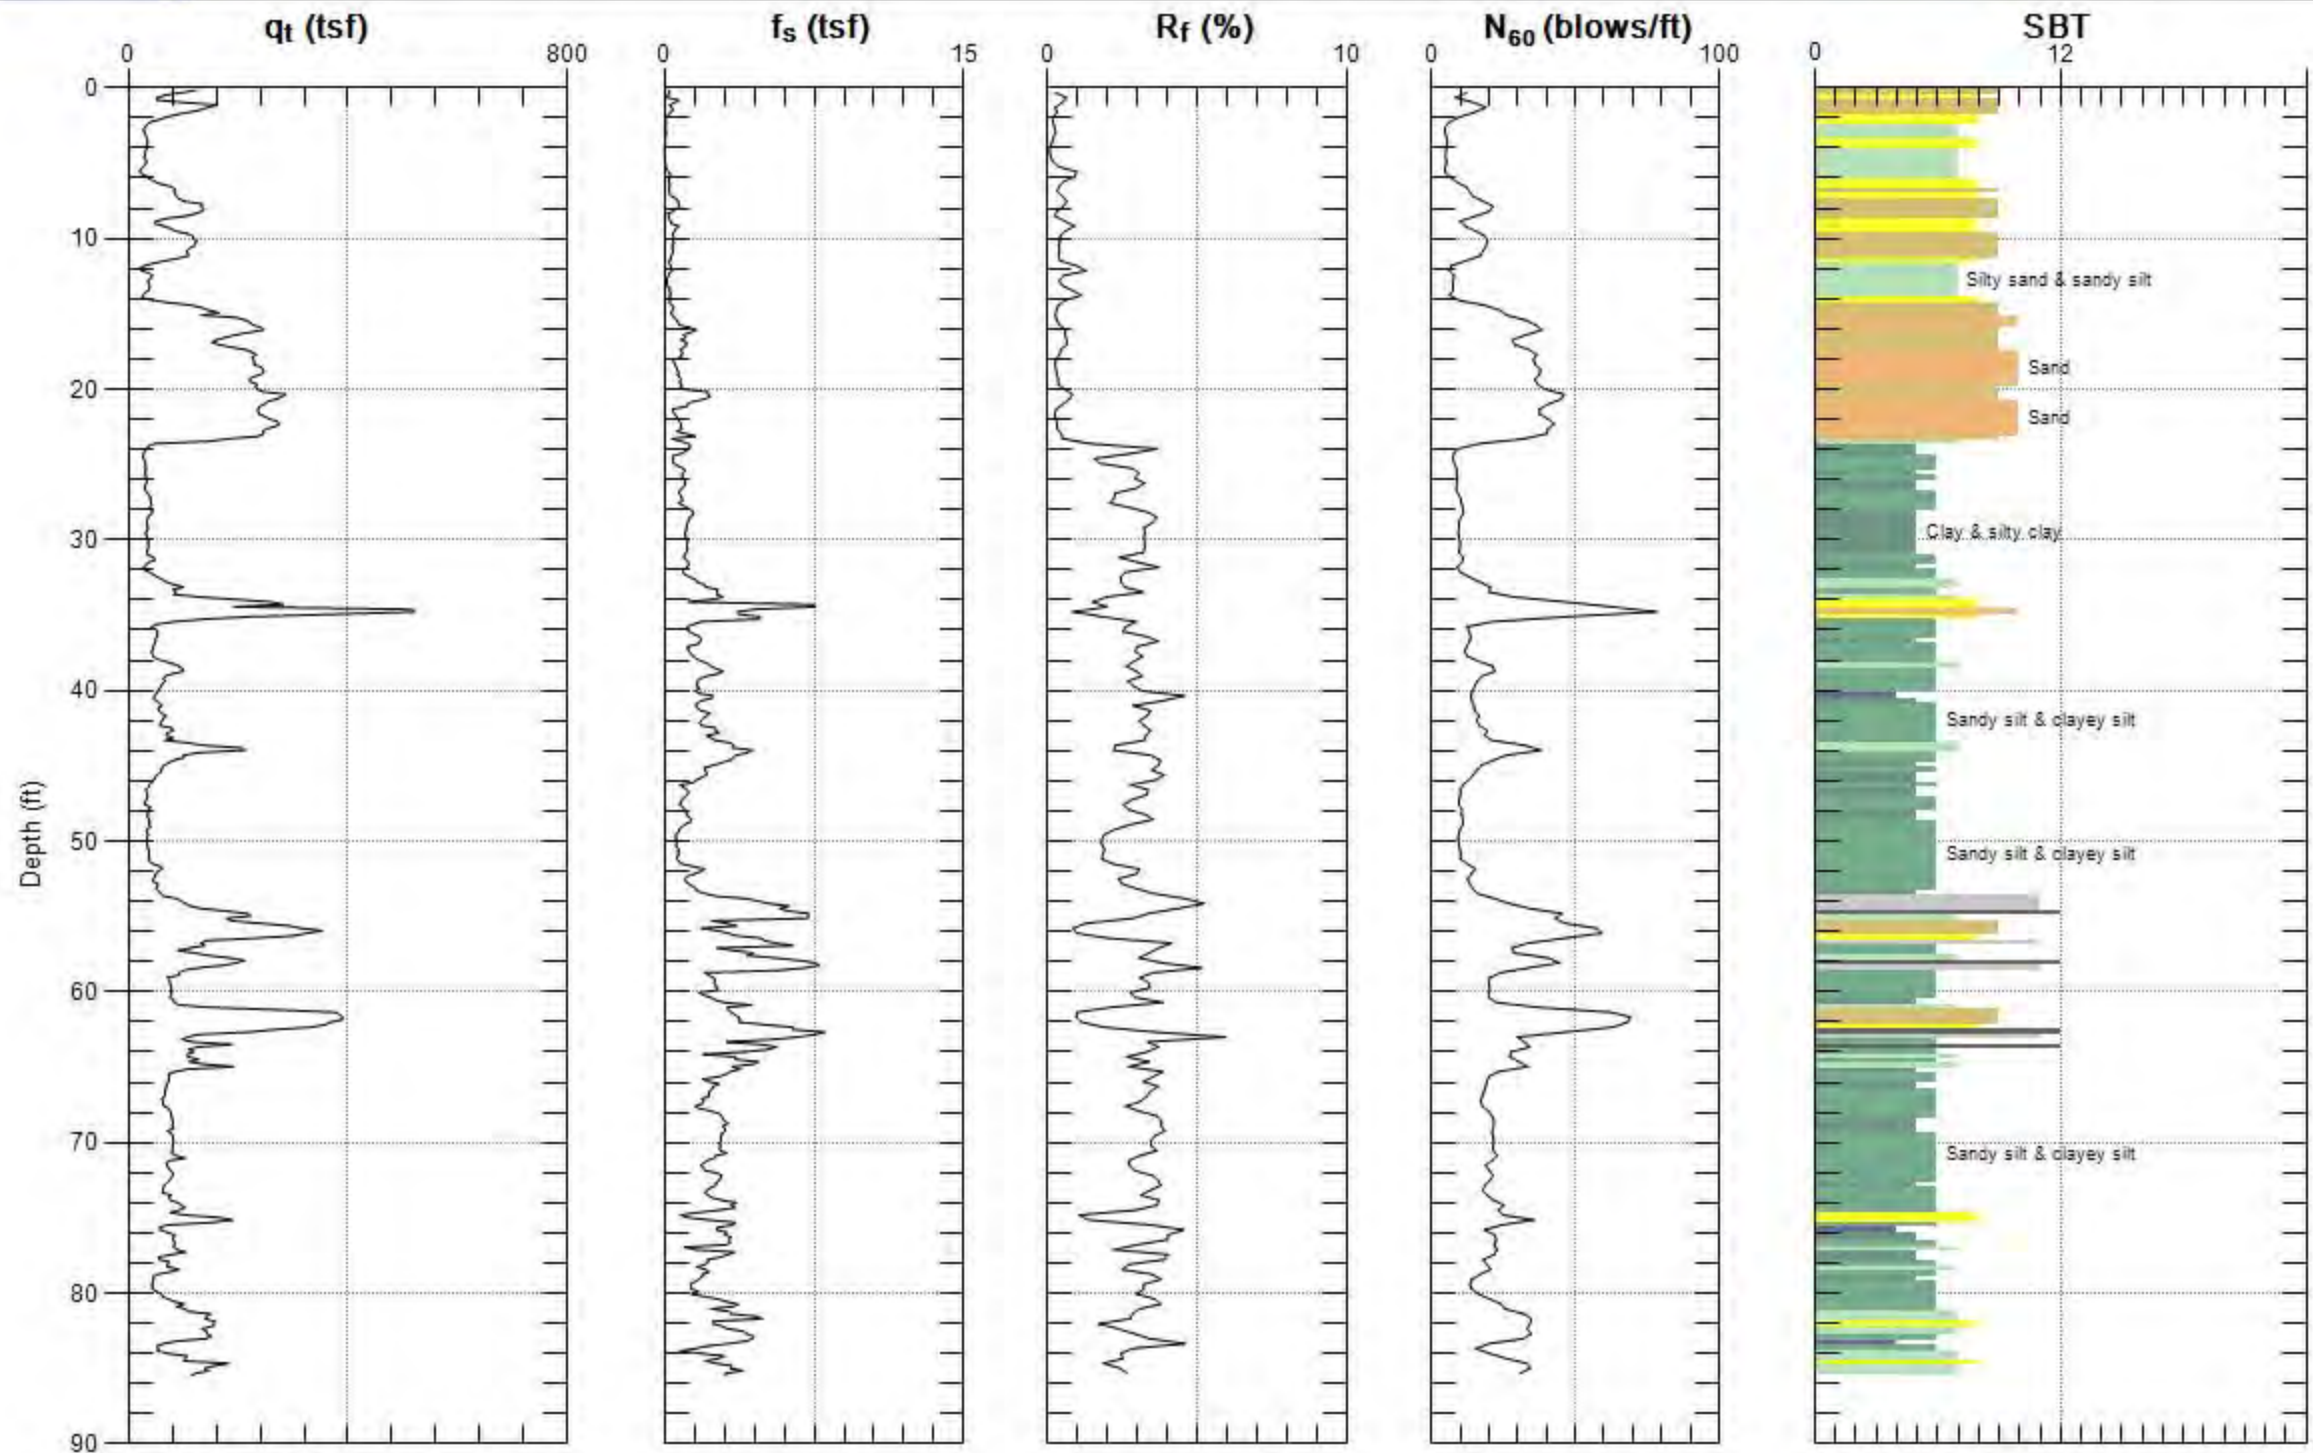 qt (tsf) fs (tsf) Rf (%) N60 (blows/ft) SBT
0 800 0 15 0 10 0 100 0 12
0
10
Silty sand & sandy silt
Sand
20
Sand
30
Clay & silty clay
40
Sandy silt & clayey silt
Depth (ft)
50
Sandy silt & clayey silt
60
70
Sandy silt & clayey silt
80
90